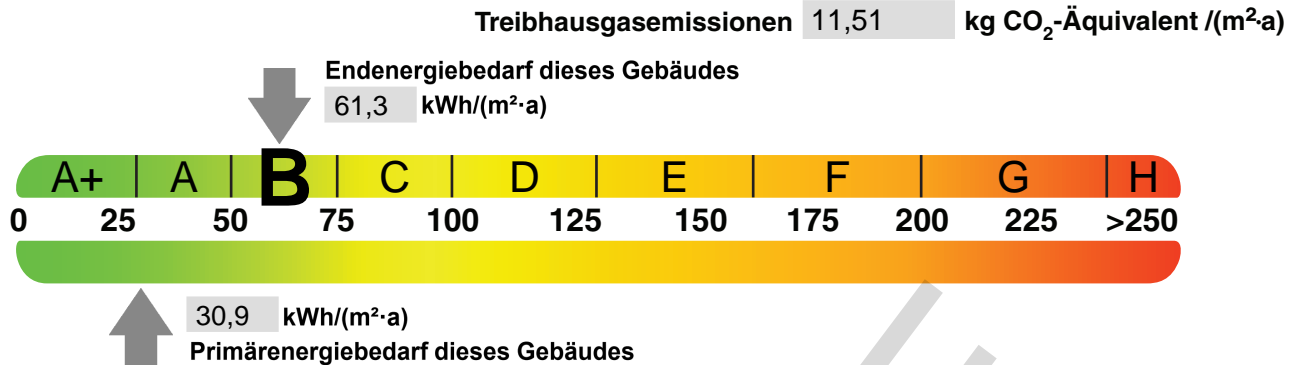 Treibhausgasemissionen 11,51 kg CO₂-Äquivalent /(m²·a)
Endenergiebedarf dieses Gebäudes
61,3 kWh/(m²·a)
A+ A B C D E F G H
0 25 50 75 100 125 150 175 200 225 >250
30,9 kWh/(m²·a)
Primärenergiebedarf dieses Gebäudes